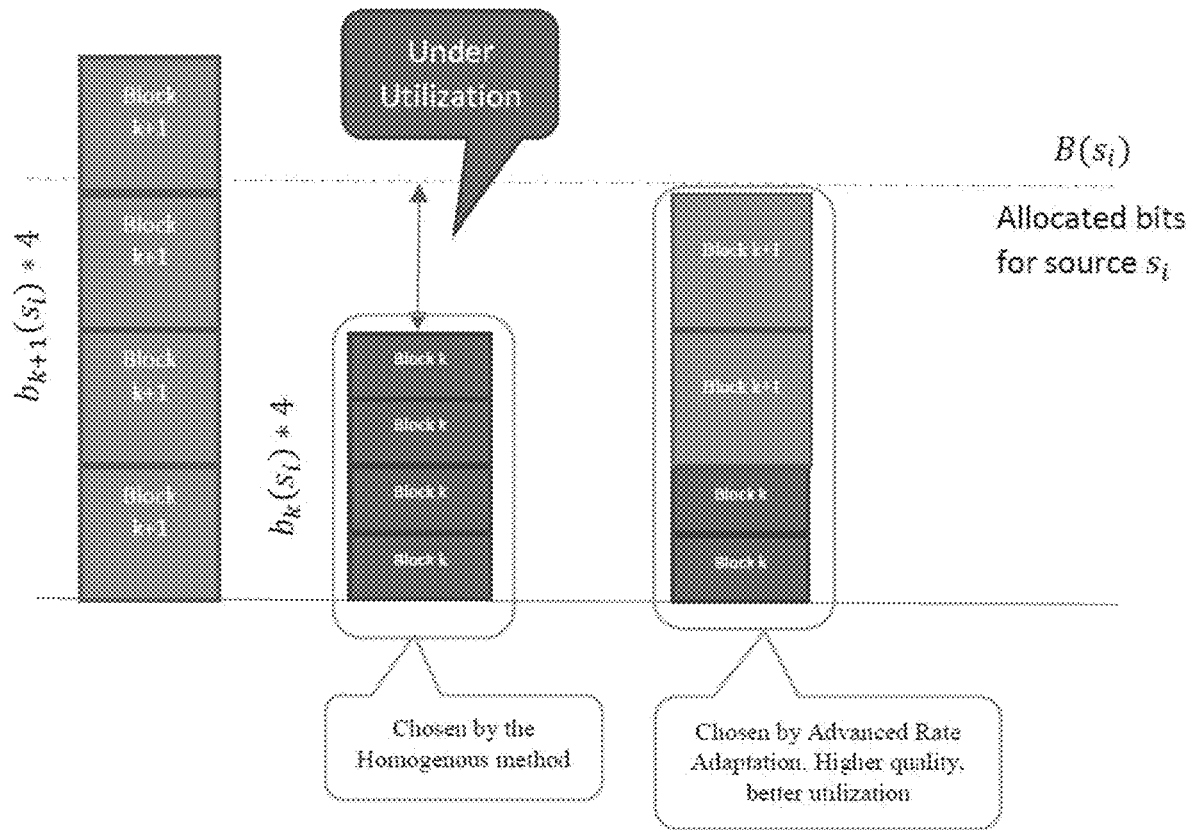 Under
Utilization
B(s_i)
Allocated bits
for source s_i
b_{k+1}(s_i) * 4
Block
k+1
Block
k+1
Block
k+1
Block
k+1
b_k(s_i) * 4
Block k
Block k
Block k
Block k
Block k+1
Block k+1
Block k
Block k
Chosen by the
Homogenous method
Chosen by Advanced Rate
Adaptation. Higher quality,
better utilization